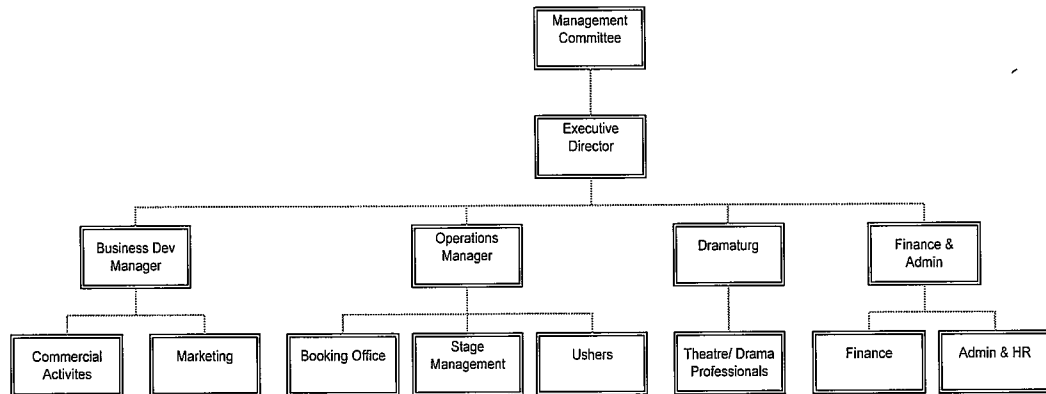 Management
Committee
Executive
Director
Business Dev
Manager
Operations
Manager
Dramaturg
Finance &
Admin
Commercial
Activites
Marketing
Booking Office
Stage
Management
Ushers
Theatre/ Drama
Professionals
Finance
Admin & HR